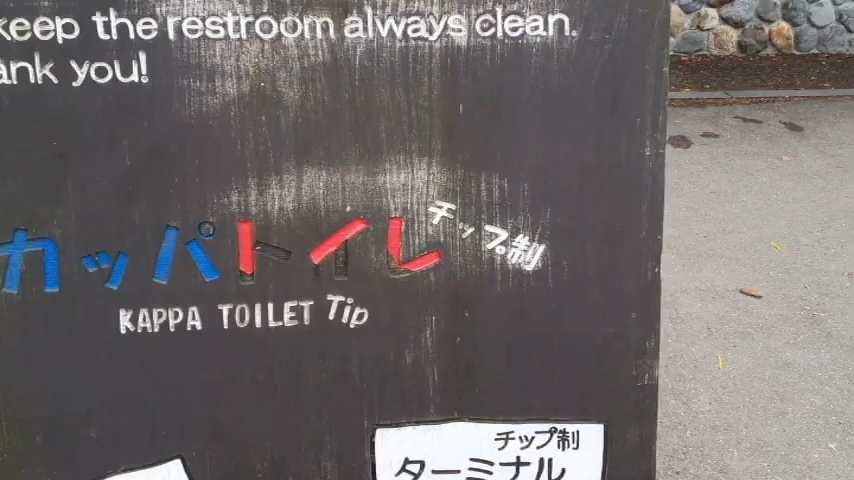 keep the restroom always clean.
ank you!
カッパトイレ チップ制
KAPPA TOILET Tip
チップ制
ターミナル